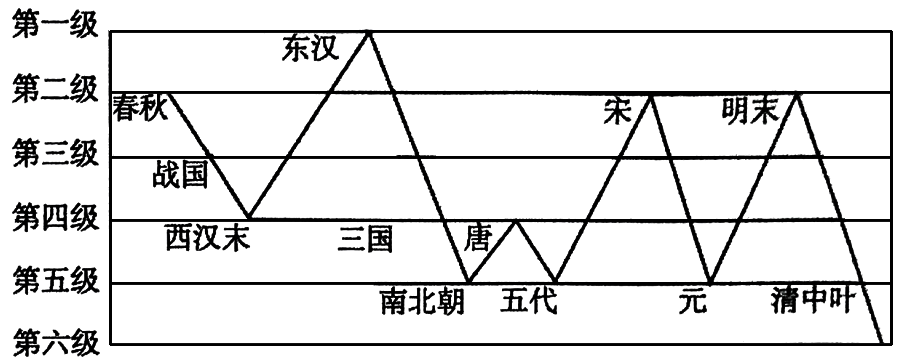 第一级
东汉
第二级
春秋
宋
明末
第三级
战国
第四级
西汉末
三国
唐
第五级
南北朝
五代
元
清中叶
第六级